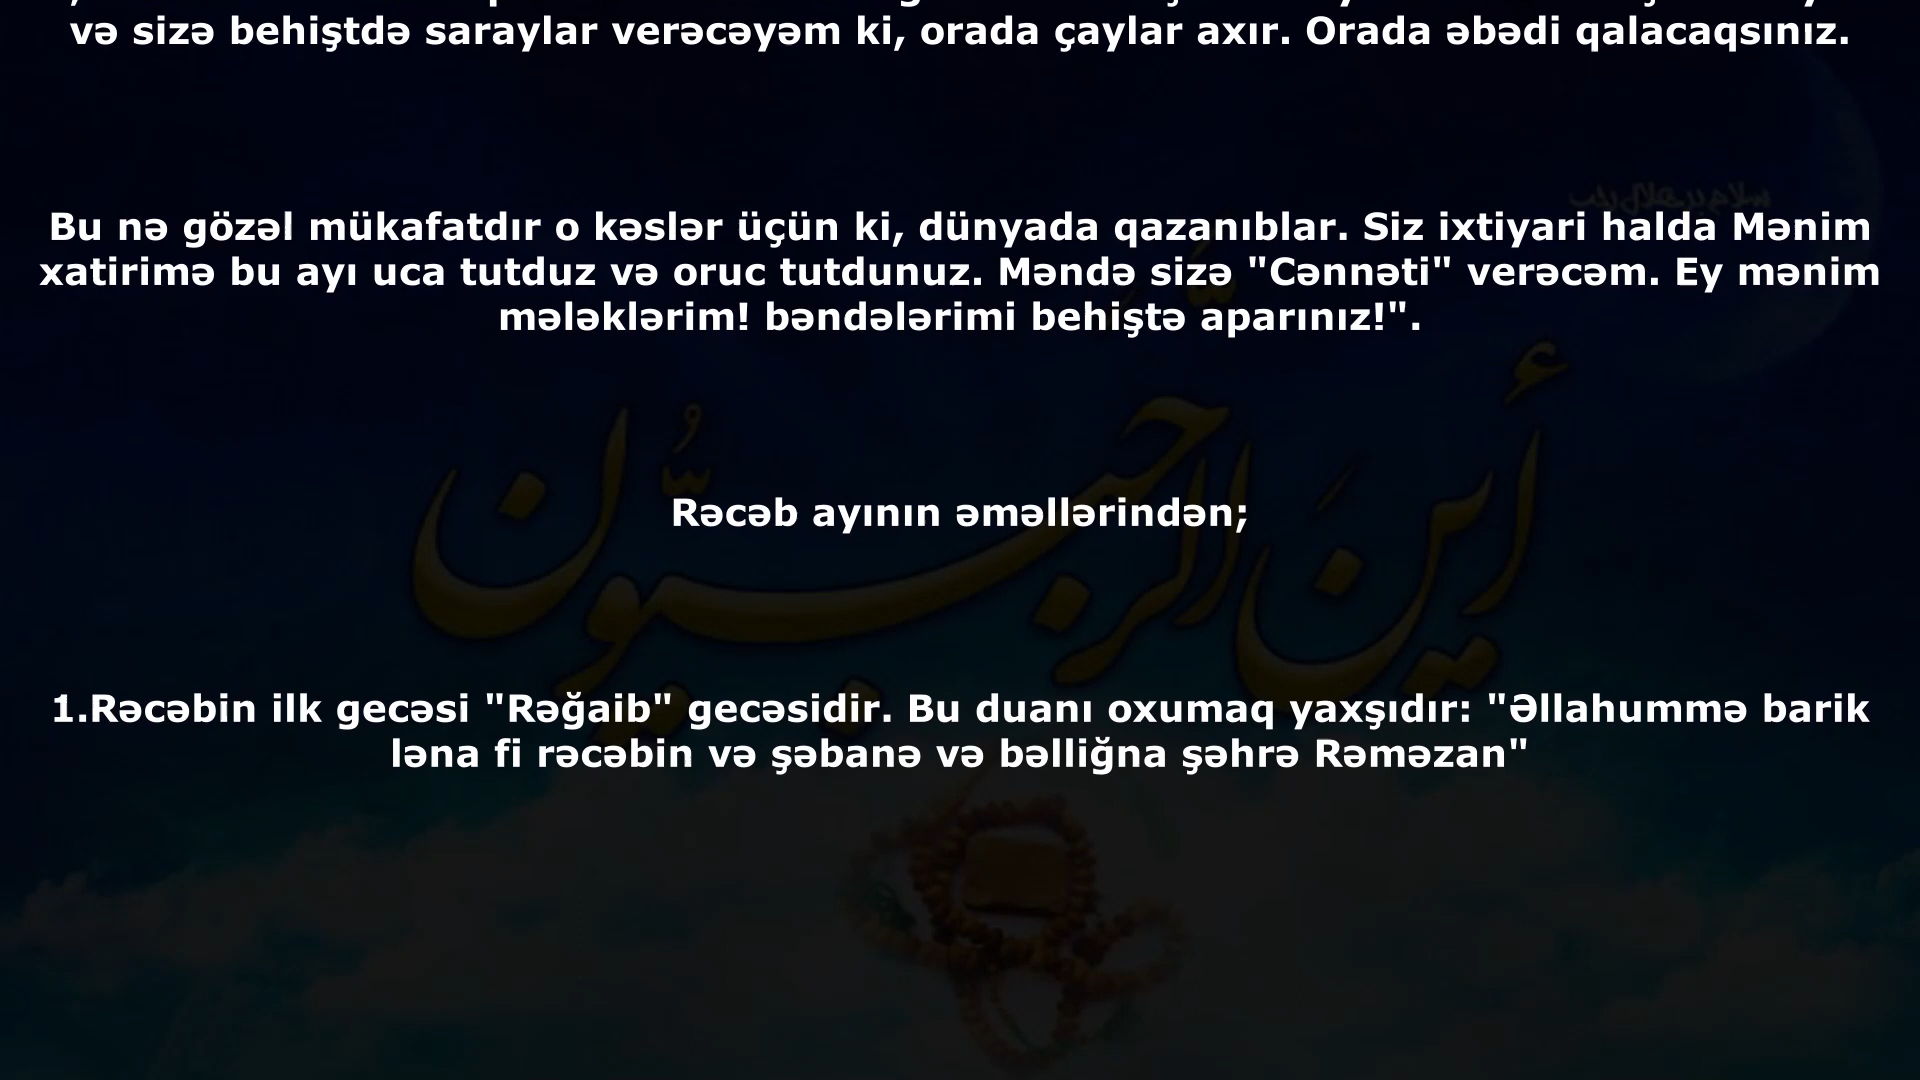 və sizə behiştdə saraylar verəcəyəm ki, orada çaylar axır. Orada əbədi qalacaqsınız.
Bu nə gözəl mükafatdır o kəslər üçün ki, dünyada qazanıblar. Siz ixtiyari halda Mənim
xatirimə bu ayı uca tutduz və oruc tutdunuz. Məndə sizə "Cənnəti" verəcəm. Ey mənim
mələklərim! bəndələrimi behiştə aparınız!".
أین الرجبیون
Rəcəb ayının əməllərindən;
1.Rəcəbin ilk gecəsi "Rəğaib" gecəsidir. Bu duanı oxumaq yaxşıdır: "Əllahummə barik
ləna fi rəcəbin və şəbanə və bəlliğna şəhrə Rəməzan"